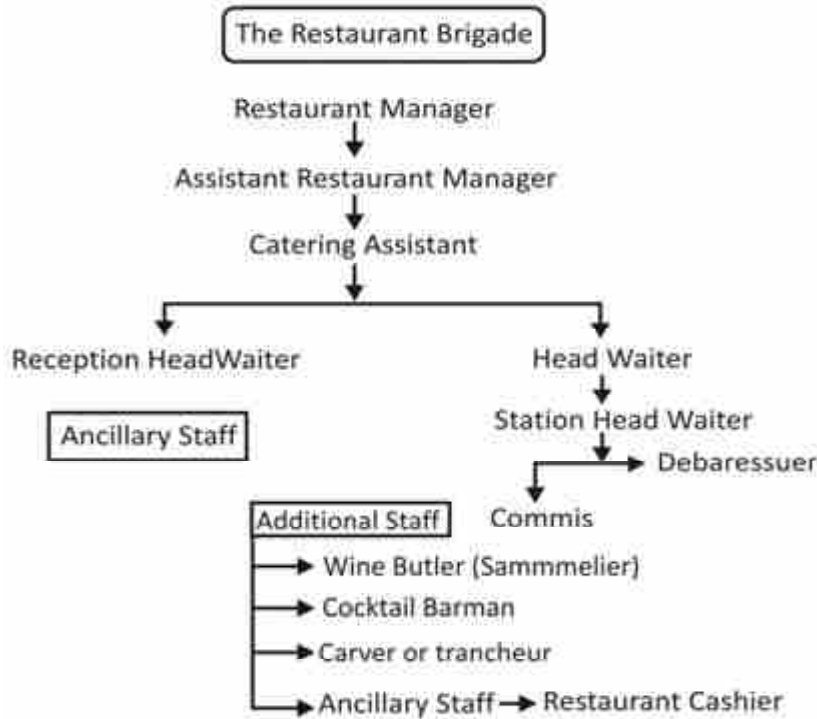 The Restaurant Brigade
Restaurant Manager
Assistant Restaurant Manager
Catering Assistant
Reception HeadWaiter
Head Waiter
Ancillary Staff
Station Head Waiter
Debaressuer
Commis
Additional Staff
Wine Butler (Sammmelier)
Cocktail Barman
Carver or trancheur
Ancillary Staff
Restaurant Cashier